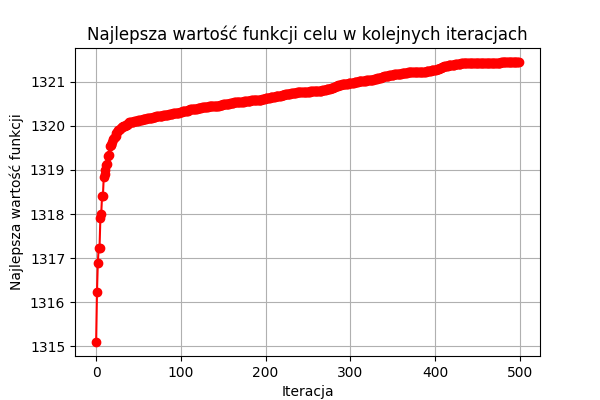 Najlepsza wartość funkcji celu w kolejnych iteracjach
Najlepsza wartość funkcji
1321
1320
1319
1318
1317
1316
1315
0 100 200 300 400 500
Iteracja